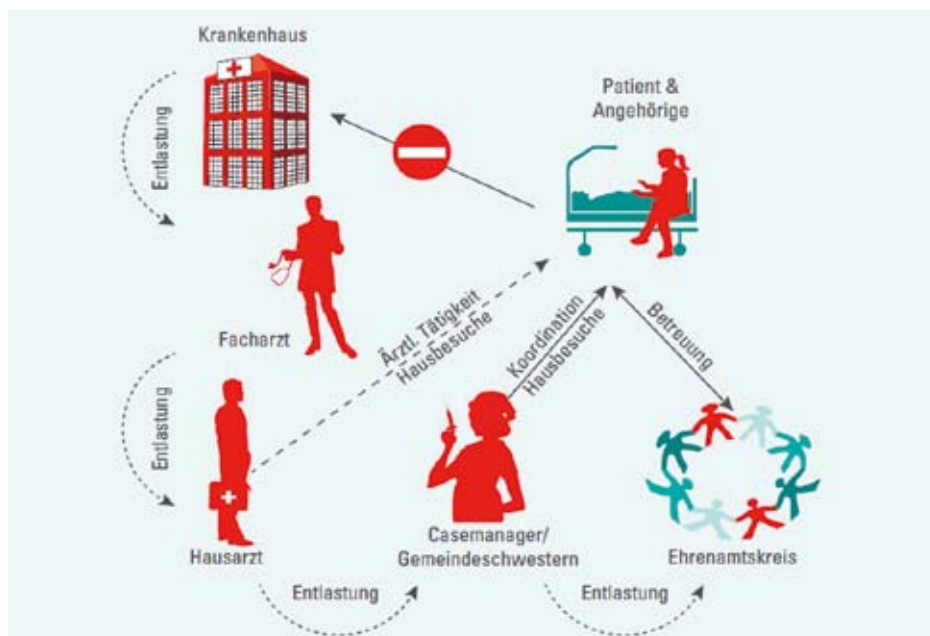 Krankenhaus
Patient &
Angehörige
Entlastung
Facharzt
Ärztl. Tätigkeit
Hausbesuche
Koordination
Hausbesuche
Betreuung
Entlastung
Hausarzt
Casemanager/
Gemeindeschwestern
Ehrenamtskreis
Entlastung
Entlastung